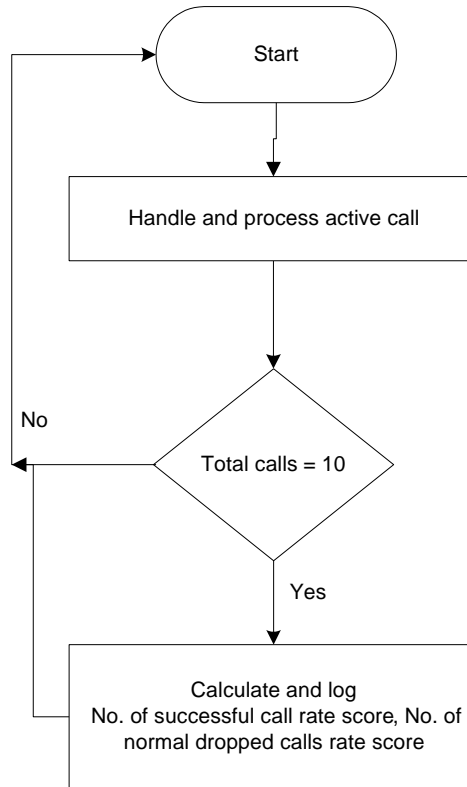 Start
Handle and process active call
No
Total calls = 10
Yes
Calculate and log
No. of successful call rate score, No. of
normal dropped calls rate score